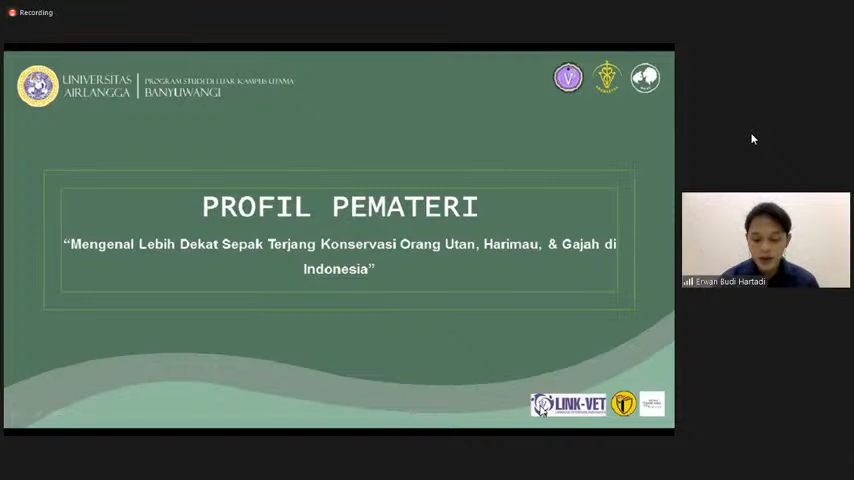 Recording
UNIVERSITAS
AIRLANGGA
PROGRAM STUDI DI LUAR KAMPUS UTAMA
BANYUWANGI
V
PROFIL PEMATERI
“Mengenal Lebih Dekat Sepak Terjang Konservasi Orang Utan, Harimau, & Gajah di
Indonesia”
Erwan Budi Hartadi
LINK-VET